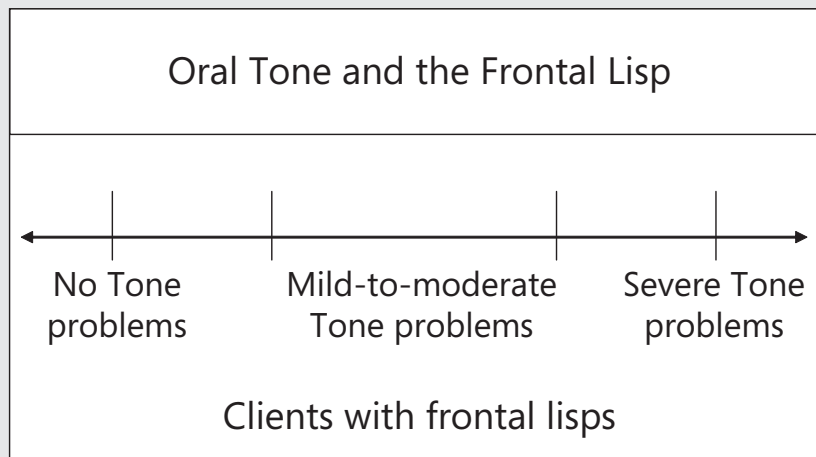 Oral Tone and the Frontal Lisp
No Tone
problems
Mild-to-moderate
Tone problems
Severe Tone
problems
Clients with frontal lisps